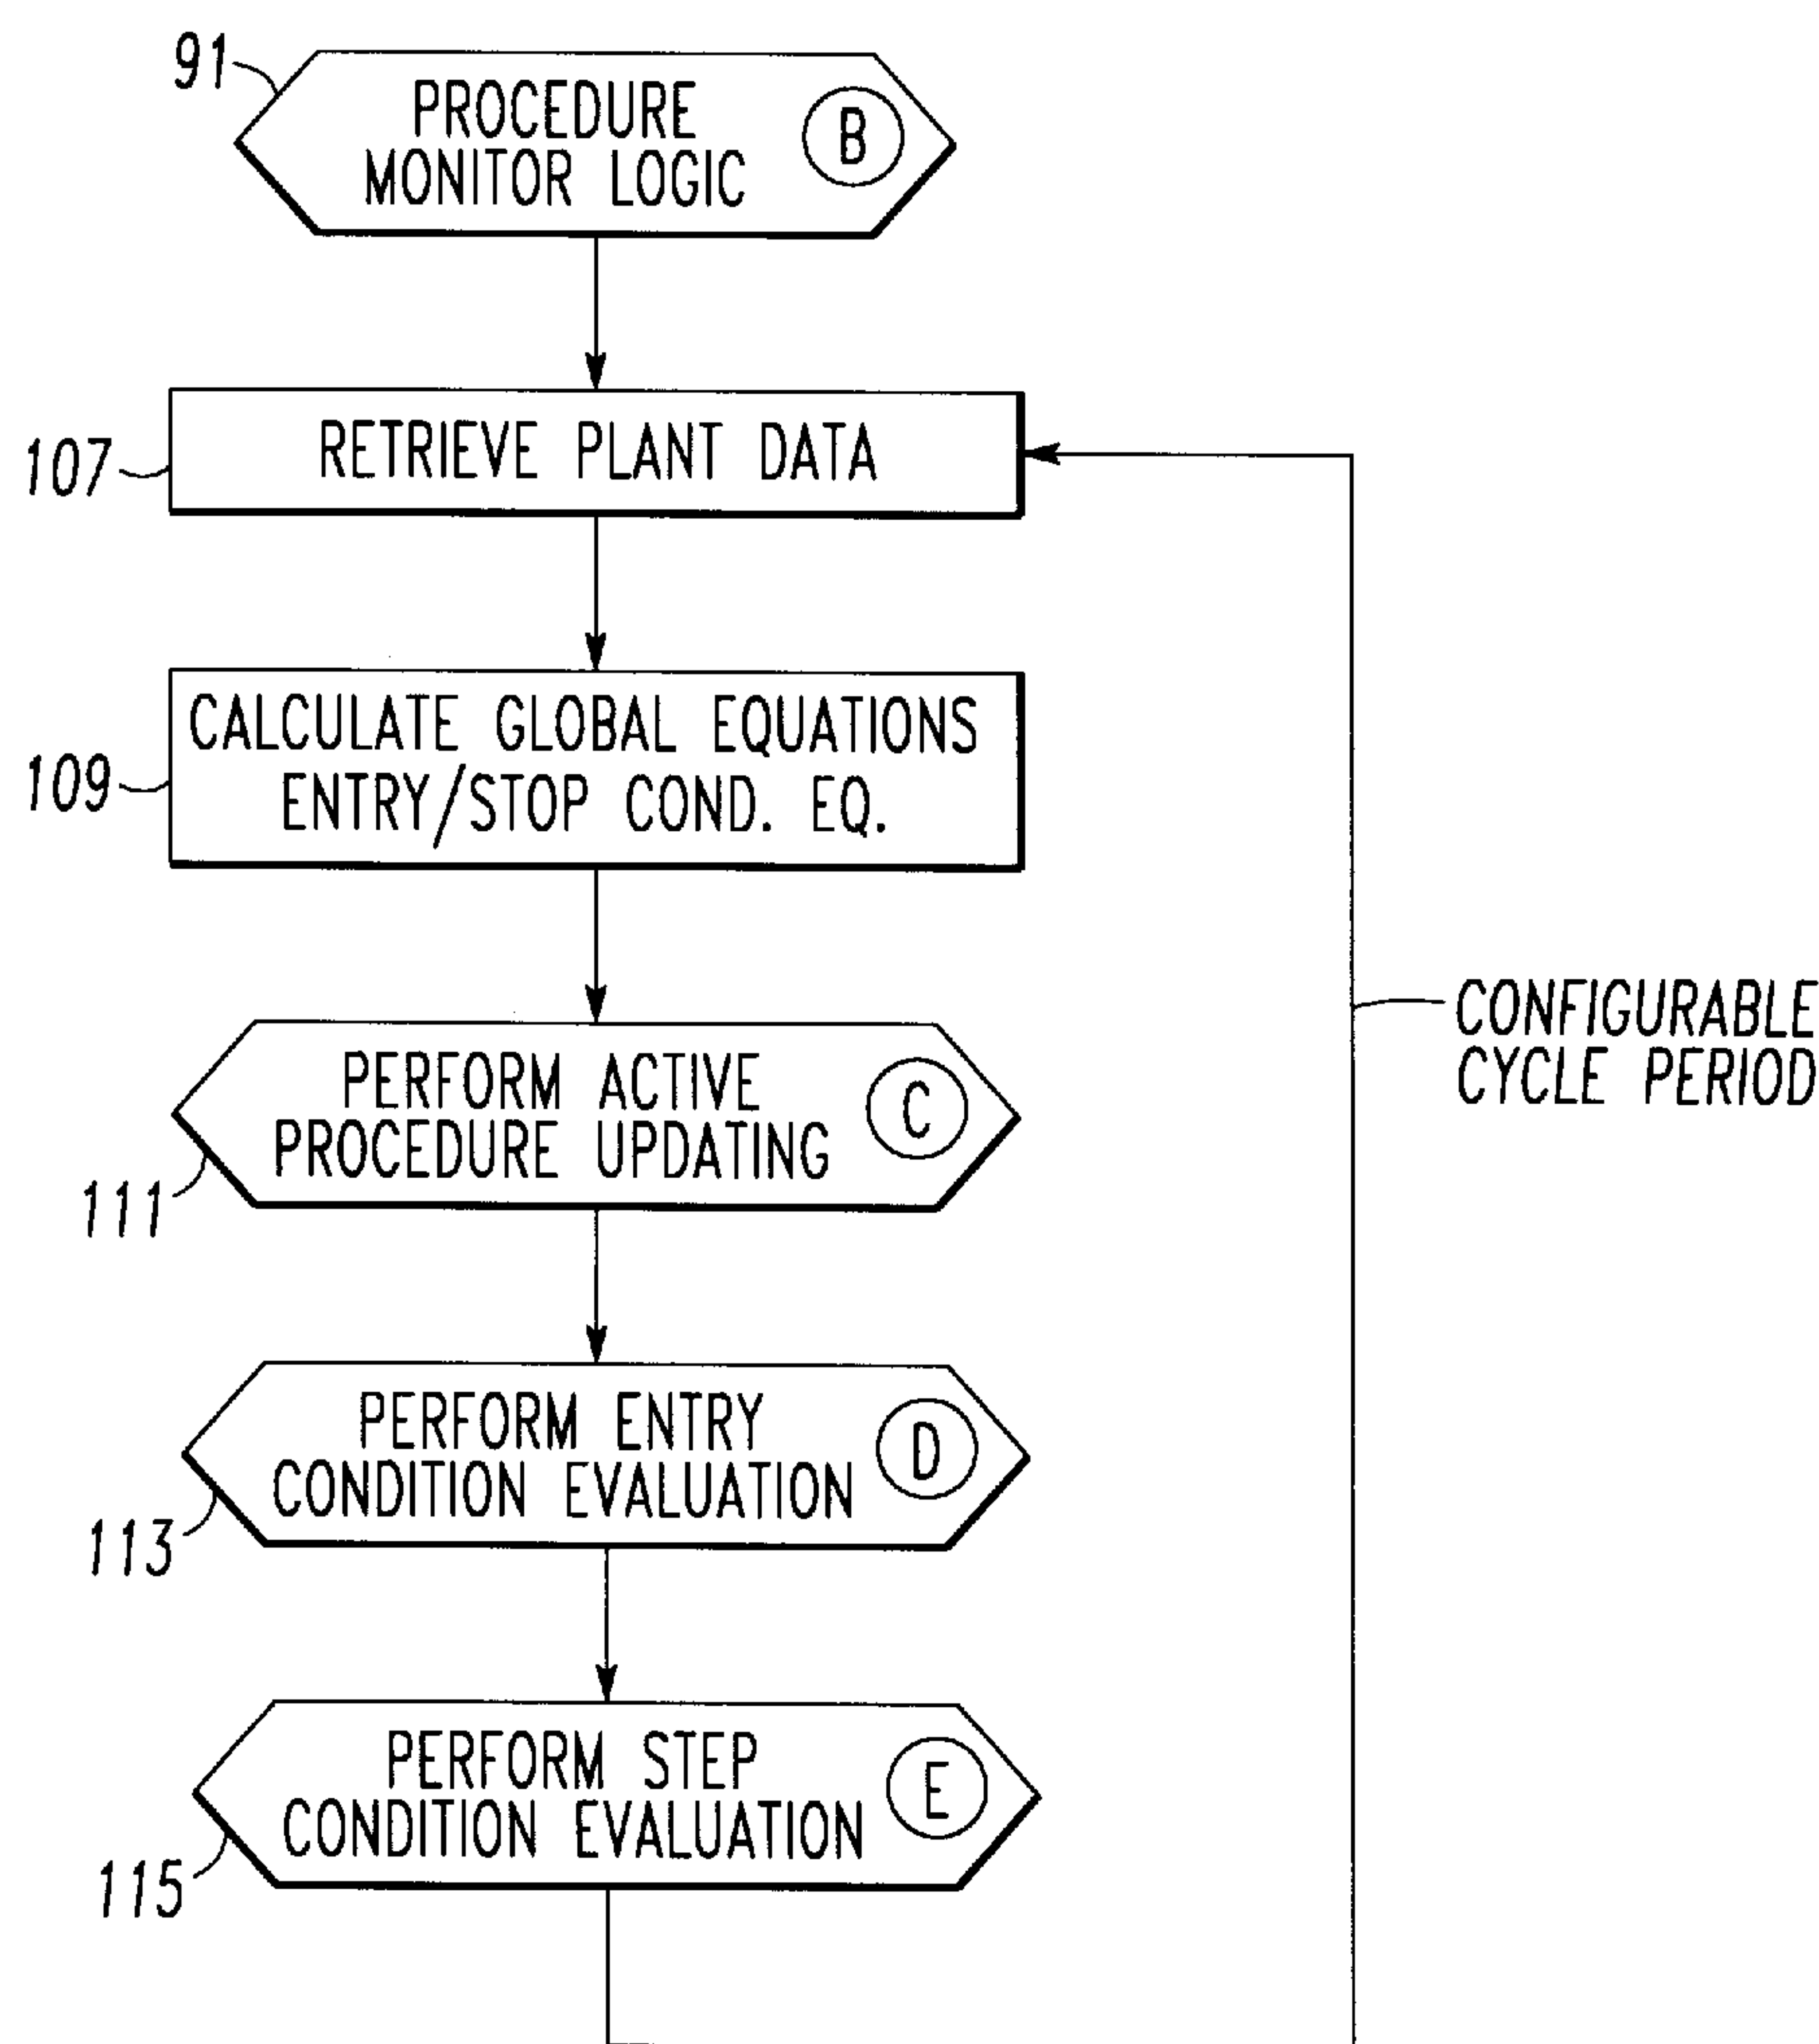 91
PROCEDURE
MONITOR LOGIC
B
107
RETRIEVE PLANT DATA
109
CALCULATE GLOBAL EQUATIONS
ENTRY/STOP COND. EQ.
CONFIGURABLE
CYCLE PERIOD
PERFORM ACTIVE
PROCEDURE UPDATING
C
111
PERFORM ENTRY
CONDITION EVALUATION
D
113
PERFORM STEP
CONDITION EVALUATION
E
115